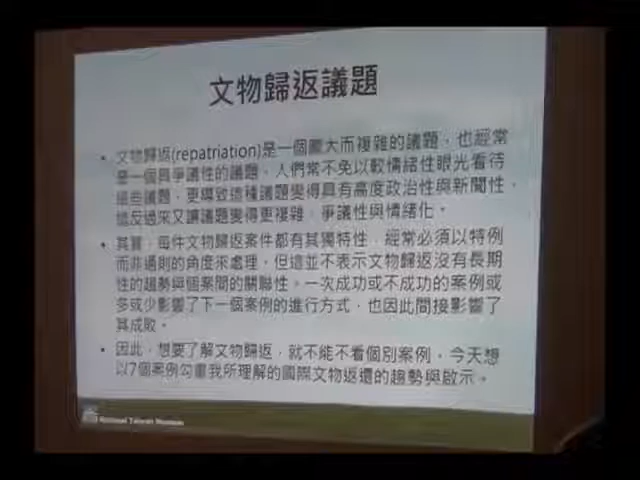 文物歸返議題
• 文物歸返(repatriation)是一個龐大而複雜的議題，也經常
是一個具爭議性的議題，人們常不免以較情緒性眼光看待
這些議題，更導致這種議題變得具有高度政治性與新聞性，
這反過來又讓議題變得更複雜、爭議性與情緒化。
• 其實，每件文物歸返案件都有其獨特性，經常必須以特例
而非通則的角度來處理，但這並不表示文物歸返沒有長期
性的趨勢與個案間的關聯性。一次成功或不成功的案例或
多或少影響了下一個案例的進行方式，也因此間接影響了
其成敗。
• 因此，想要了解文物歸返，就不能不看個別案例，今天想
以7個案例勾畫我所理解的國際文物返還的趨勢與啟示。
National Taiwan Museum